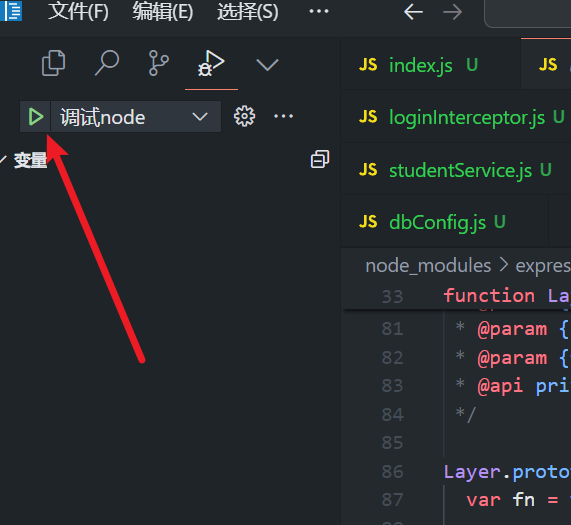 文件(F) 编辑(E) 选择(S) ···
调试node
变量
JS index.js U JS
JS loginInterceptor.js U
JS studentService.js U
JS dbConfig.js U
node_modules > expres
33 function La
81 * @param {
82 * @param {
83 * @api pri
84 */
85
86 Layer.proto
87 var fn =